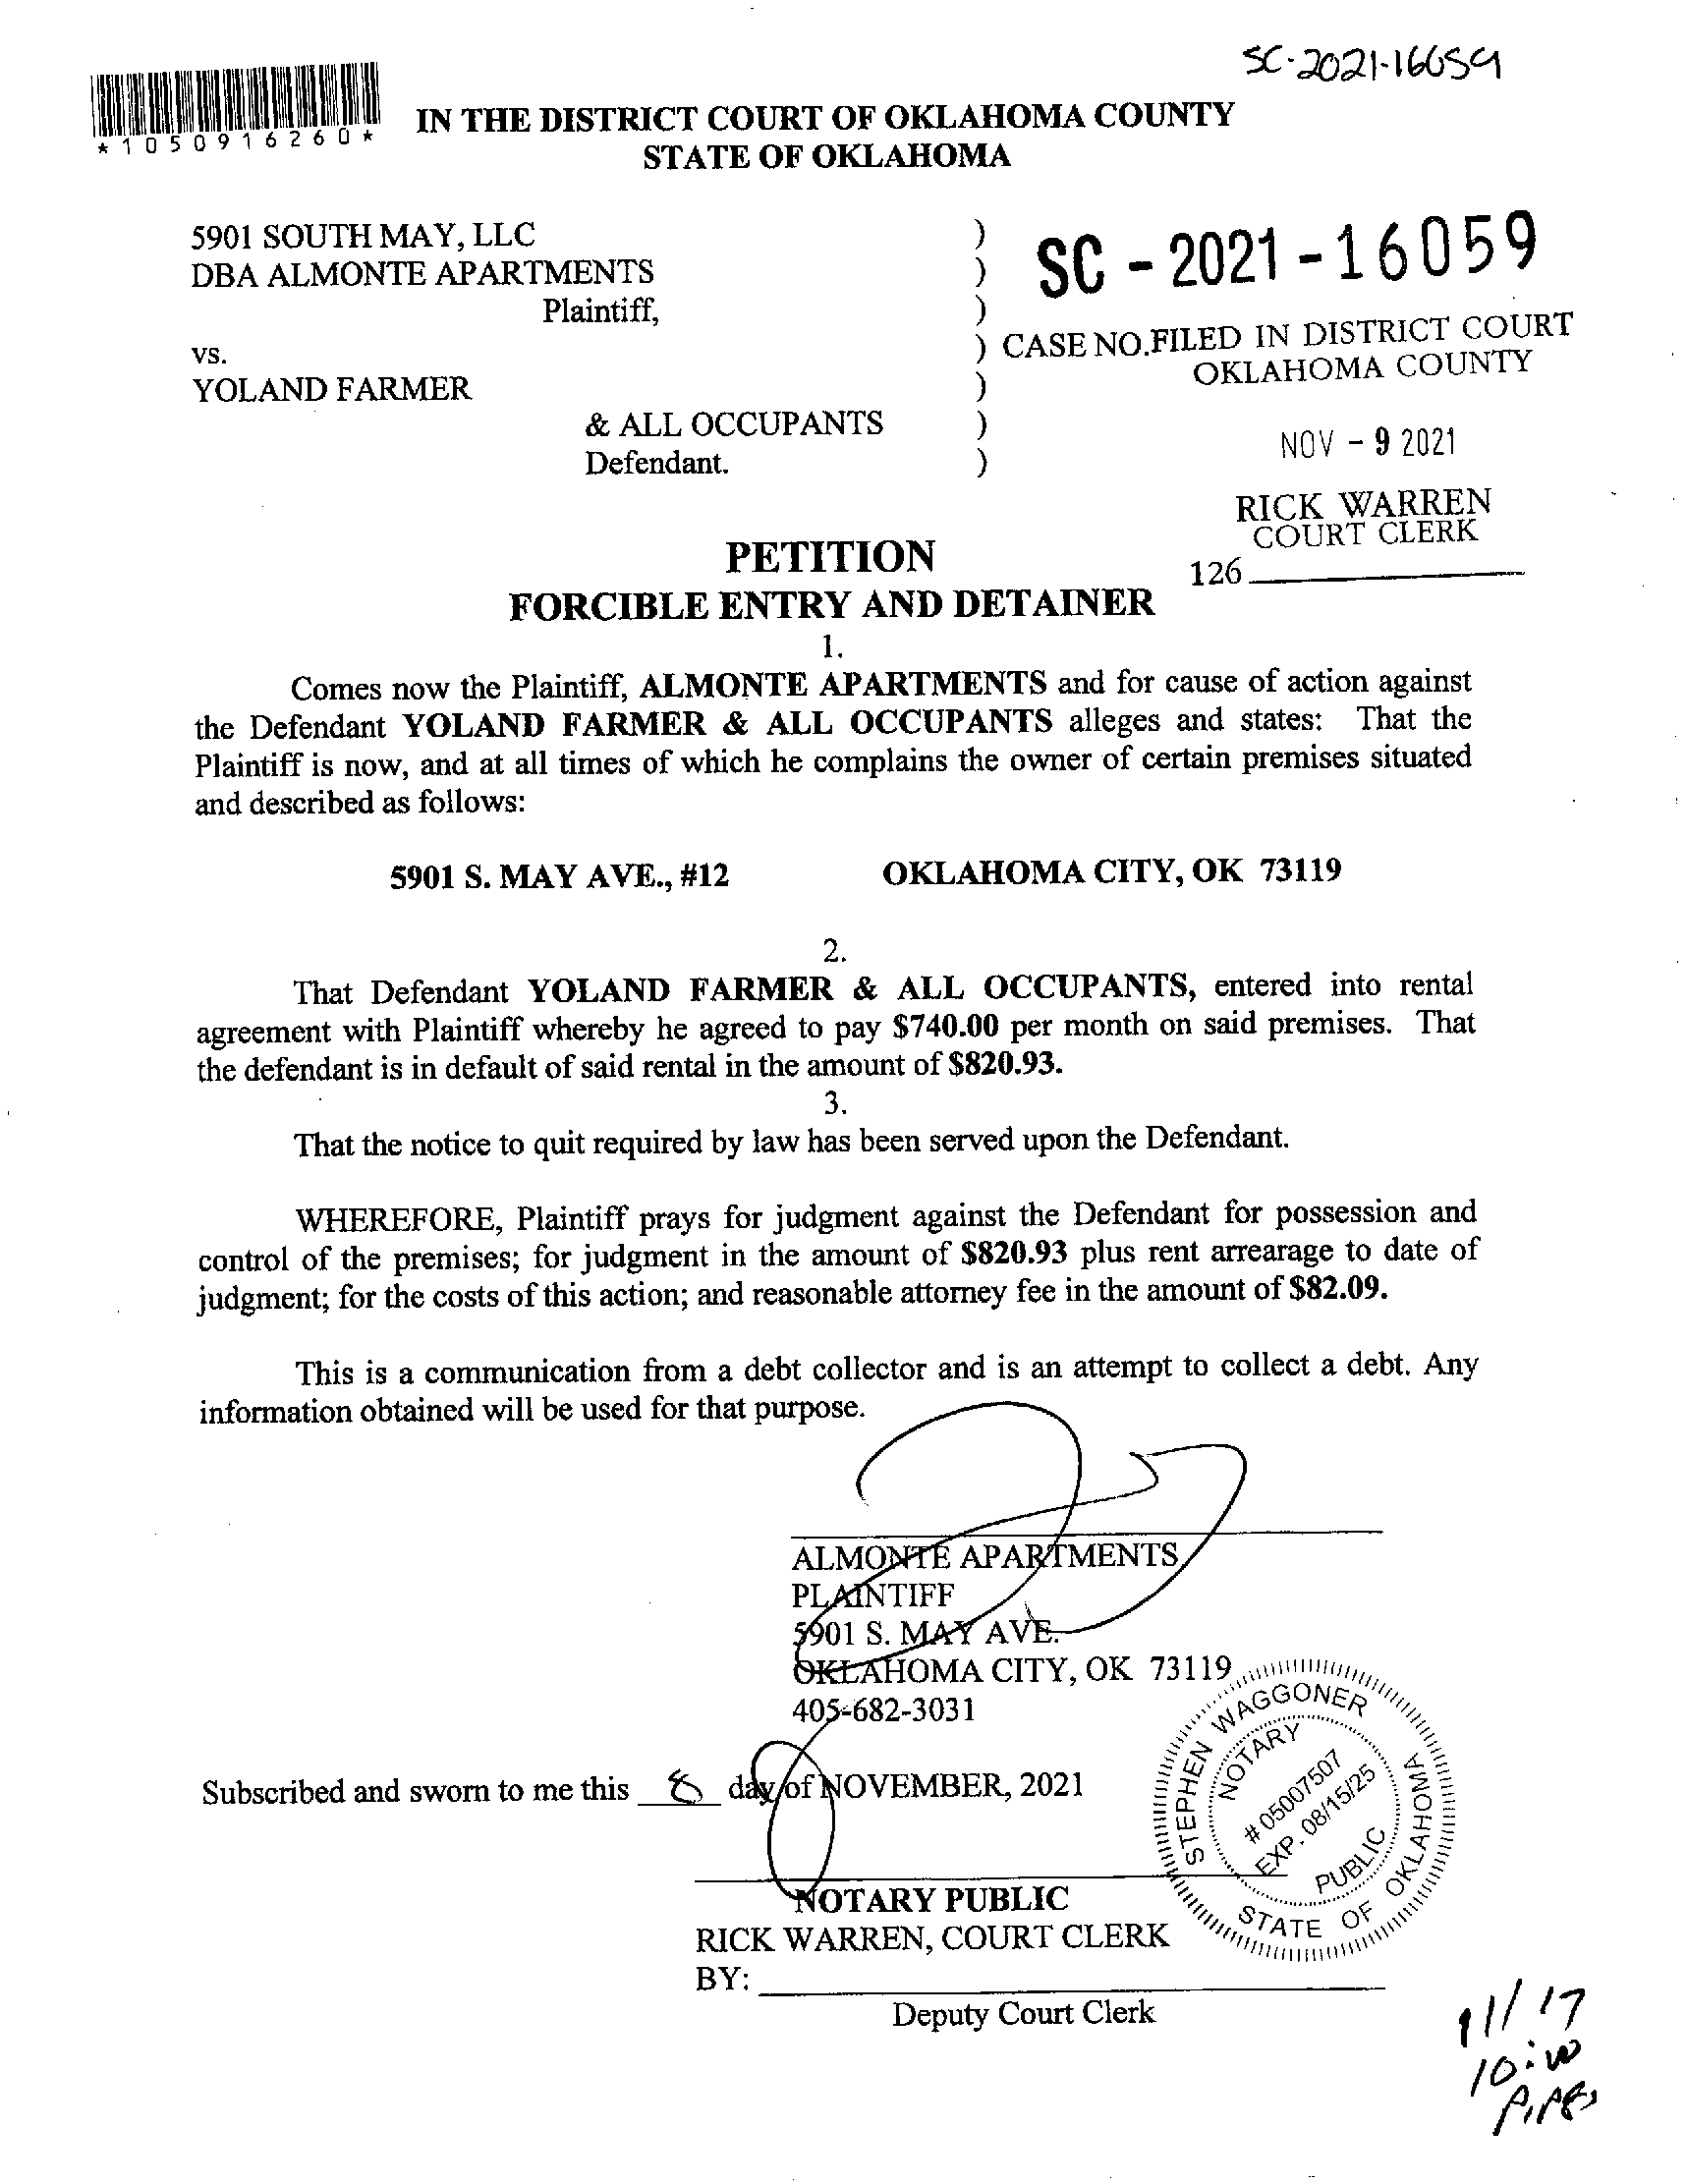 SC-2021-16059
*1050916260*
IN THE DISTRICT COURT OF OKLAHOMA COUNTY
STATE OF OKLAHOMA
5901 SOUTH MAY, LLC )
DBA ALMONTE APARTMENTS )
Plaintiff, )
SC - 2021 - 16059
vs. ) CASE NO.
FILED IN DISTRICT COURT
OKLAHOMA COUNTY
YOLAND FARMER )
& ALL OCCUPANTS )
Defendant. )
NOV - 9 2021
RICK WARREN
COURT CLERK
126
PETITION
FORCIBLE ENTRY AND DETAINER
1.
Comes now the Plaintiff, ALMONTE APARTMENTS and for cause of action against
the Defendant YOLAND FARMER & ALL OCCUPANTS alleges and states: That the
Plaintiff is now, and at all times of which he complains the owner of certain premises situated
and described as follows:
5901 S. MAY AVE., #12 OKLAHOMA CITY, OK 73119
2.
That Defendant YOLAND FARMER & ALL OCCUPANTS, entered into rental
agreement with Plaintiff whereby he agreed to pay $740.00 per month on said premises. That
the defendant is in default of said rental in the amount of $820.93.
3.
That the notice to quit required by law has been served upon the Defendant.
WHEREFORE, Plaintiff prays for judgment against the Defendant for possession and
control of the premises; for judgment in the amount of $820.93 plus rent arrearage to date of
judgment; for the costs of this action; and reasonable attorney fee in the amount of $82.09.
This is a communication from a debt collector and is an attempt to collect a debt. Any
information obtained will be used for that purpose.
ALMONTE APARTMENTS
PLAINTIFF
5901 S. MAY AVE.
OKLAHOMA CITY, OK 73119
405-682-3031
Subscribed and sworn to me this 8 day of NOVEMBER, 2021
STEPHEN WAGGONER
NOTARY
# 05007507
EXP. 08/15/25
PUBLIC
STATE OF OKLAHOMA
NOTARY PUBLIC
RICK WARREN, COURT CLERK
BY:
Deputy Court Clerk
11/17
10:00